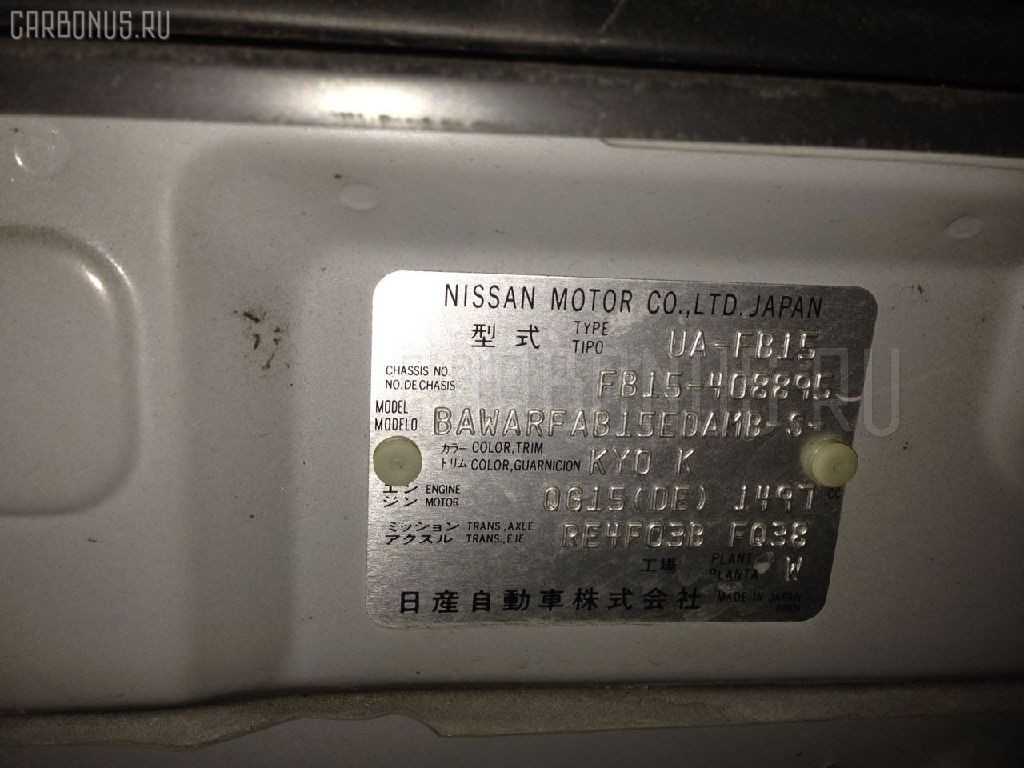 CARBONUS.RU
NISSAN MOTOR CO.,LTD. JAPAN
型式 TYPE TIPO UA-FB15
CHASSIS NO. NO.DE CHASIS FB15-408895
MODEL MODELO BAWARFAB15EDAMB-S-
カラー COLOR,TRIM
トリム COLOR,GUARNICION KY0 K
エン ENGINE
ジン MOTOR QG15(DE) 1497 CC
ミッション TRANS.,AXLE
アクスル TRANS.,EJE RE4F03B FQ38
工場 PLANT PLANTA W
日産自動車株式会社 MADE IN JAPAN